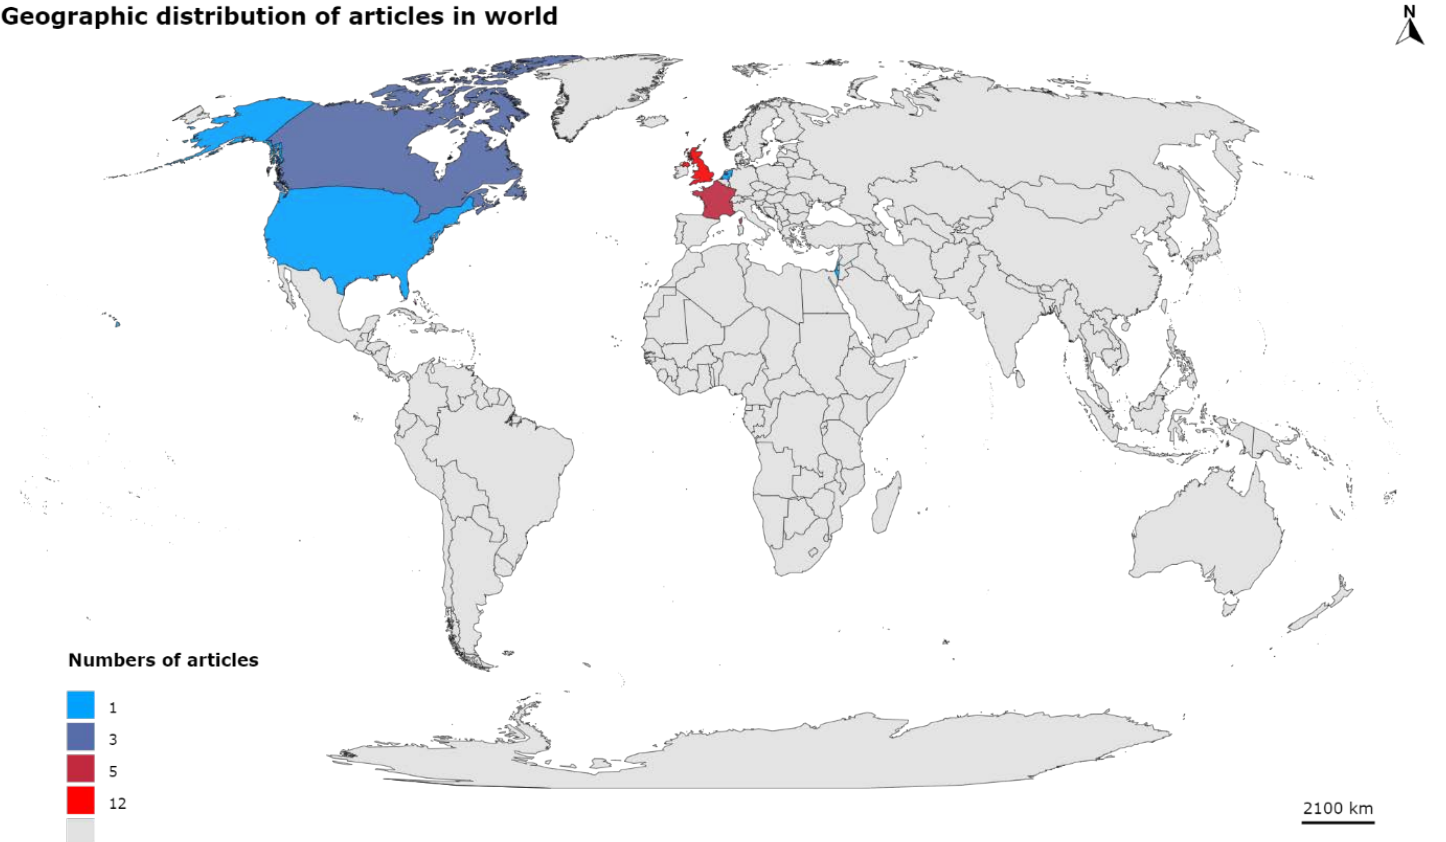 Geographic distribution of articles in world
N
Numbers of articles
1
3
5
12
2100 km